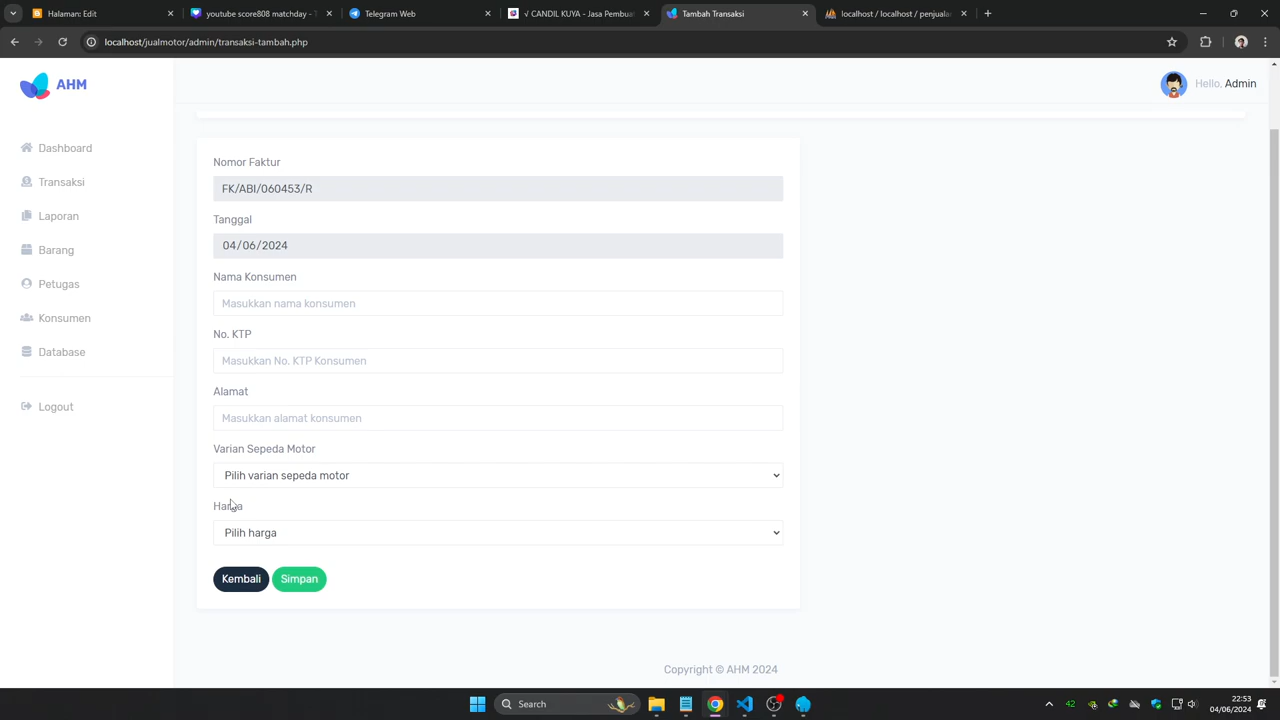 Halaman: Edit
youtube score808 matchday -
Telegram Web
√ CANDIL KUYA - Jasa Pembua
Tambah Transaksi
localhost / localhost / penjuala
localhost/jualmotor/admin/transaksi-tambah.php
AHM
Hello, Admin
Dashboard
Transaksi
Laporan
Barang
Petugas
Konsumen
Database
Logout
Nomor Faktur
FK/ABI/060453/R
Tanggal
04/06/2024
Nama Konsumen
Masukkan nama konsumen
No. KTP
Masukkan No. KTP Konsumen
Alamat
Masukkan alamat konsumen
Varian Sepeda Motor
Pilih varian sepeda motor
Harga
Pilih harga
Kembali
Simpan
Copyright © AHM 2024
Search
42
22:53
04/06/2024